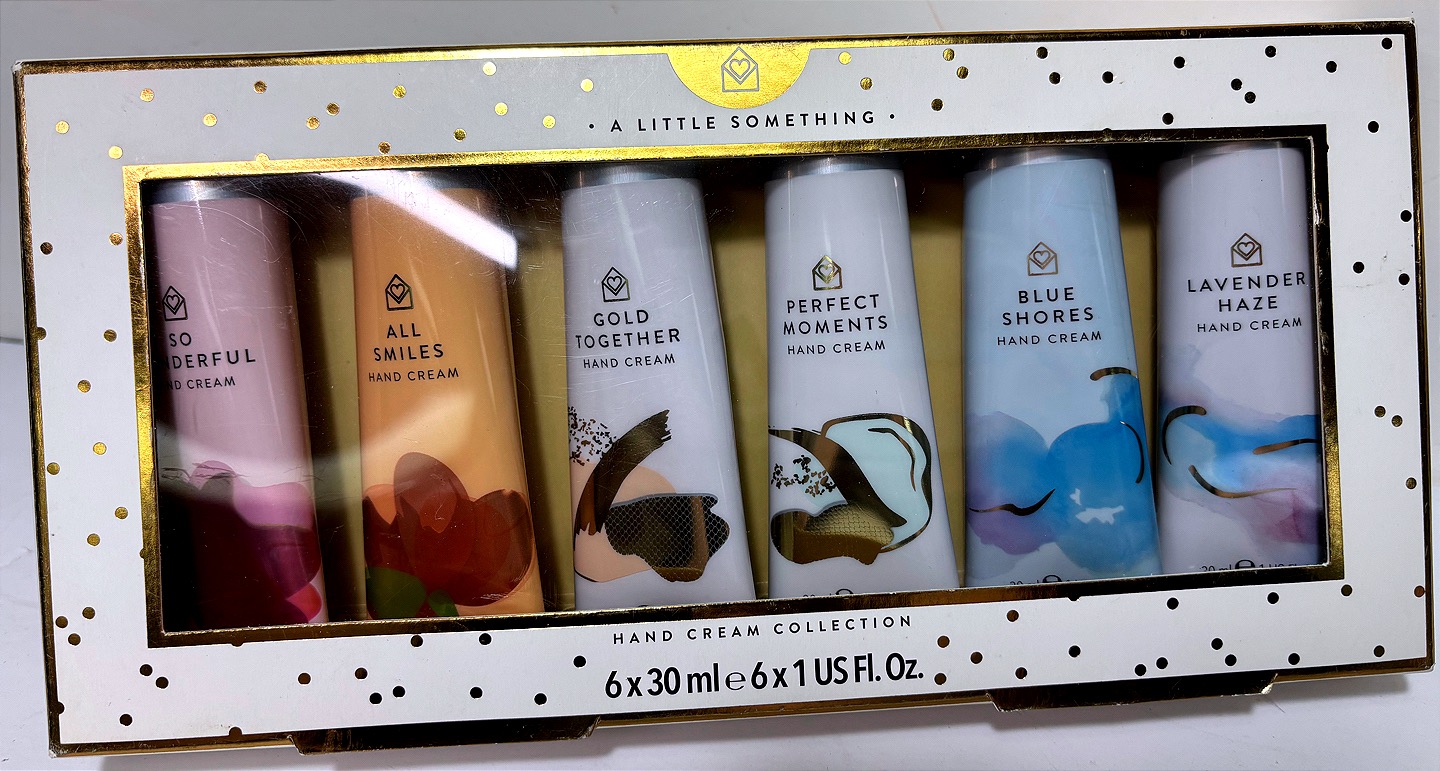 • A LITTLE SOMETHING •
SO
NDERFUL
ND CREAM
ALL
SMILES
HAND CREAM
GOLD
TOGETHER
HAND CREAM
PERFECT
MOMENTS
HAND CREAM
BLUE
SHORES
HAND CREAM
LAVENDER
HAZE
HAND CREAM
HAND CREAM COLLECTION
6 x 30 ml e 6 x 1 US Fl. Oz.